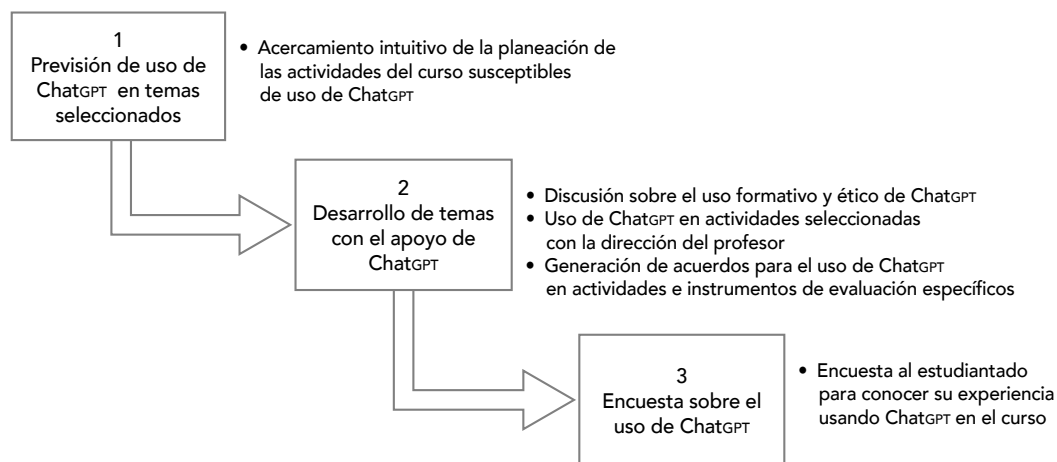 1
Previsión de uso de
ChatGPT en temas
seleccionados
• Acercamiento intuitivo de la planeación de
las actividades del curso susceptibles
de uso de ChatGPT
2
Desarrollo de temas
con el apoyo de
ChatGPT
• Discusión sobre el uso formativo y ético de ChatGPT
• Uso de ChatGPT en actividades seleccionadas
con la dirección del profesor
• Generación de acuerdos para el uso de ChatGPT
en actividades e instrumentos de evaluación específicos
3
Encuesta sobre el
uso de ChatGPT
• Encuesta al estudiantado
para conocer su experiencia
usando ChatGPT en el curso